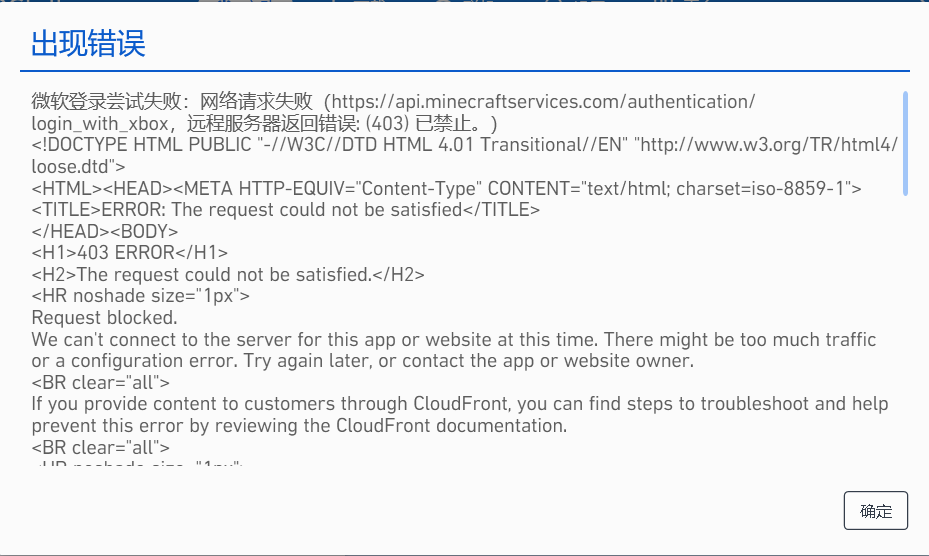 出现错误
微软登录尝试失败：网络请求失败（https://api.minecraftservices.com/authentication/
login_with_xbox，远程服务器返回错误: (403) 已禁止。）
<!DOCTYPE HTML PUBLIC "-//W3C//DTD HTML 4.01 Transitional//EN" "http://www.w3.org/TR/html4/
loose.dtd">
<HTML><HEAD><META HTTP-EQUIV="Content-Type" CONTENT="text/html; charset=iso-8859-1">
<TITLE>ERROR: The request could not be satisfied</TITLE>
</HEAD><BODY>
<H1>403 ERROR</H1>
<H2>The request could not be satisfied.</H2>
<HR noshade size="1px">
Request blocked.
We can't connect to the server for this app or website at this time. There might be too much traffic
or a configuration error. Try again later, or contact the app or website owner.
<BR clear="all">
If you provide content to customers through CloudFront, you can find steps to troubleshoot and help
prevent this error by reviewing the CloudFront documentation.
<BR clear="all">
<HR noshade size="1px">
确定